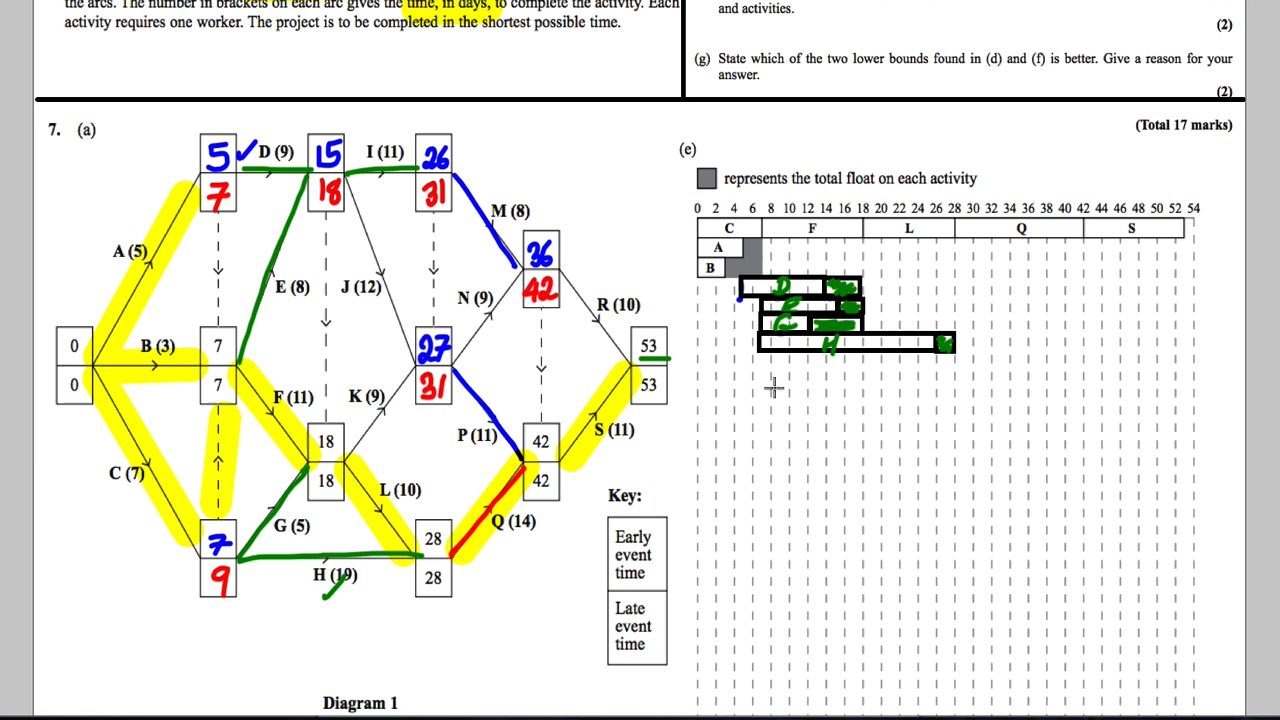 the arcs. The number in brackets on each arc gives the time, in days, to complete the activity. Each
activity requires one worker. The project is to be completed in the shortest possible time.
and activities.
(2)
(g) State which of the two lower bounds found in (d) and (f) is better. Give a reason for your
answer.
(2)
(Total 17 marks)
7. (a)
5 D (9) 15 I (11) 26
7 18 31
M (8)
A (5)
36
E (8) J (12) N (9) 42 R (10)
0 B (3) 7 27 53
0 7 31 53
F (11) K (9)
18 P (11) 42 S (11)
C (7) 18 L (10) 42
G (5) Q (14)
7 28
9 H (19) 28
Key:
Early
event
time
Late
event
time
Diagram 1
(e)
represents the total float on each activity
0 2 4 6 8 10 12 14 16 18 20 22 24 26 28 30 32 34 36 38 40 42 44 46 48 50 52 54
C F L Q S
A
B
D
H